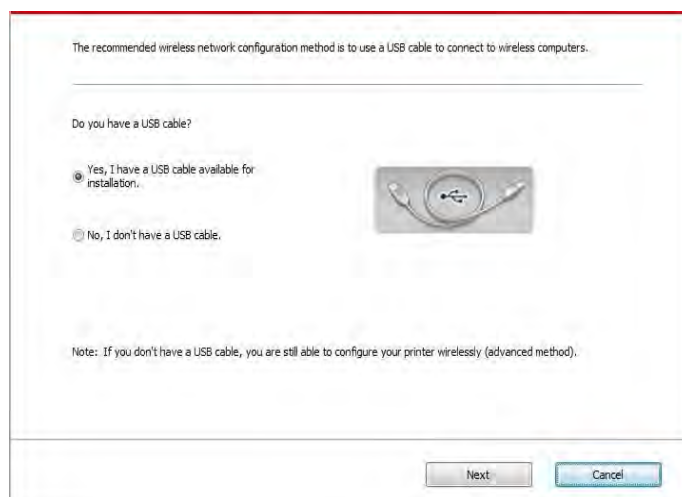 The recommended wireless network configuration method is to use a USB cable to connect to wireless computers.
Do you have a USB cable?
Yes, I have a USB cable available for
installation.
No, I don't have a USB cable.
Note: If you don't have a USB cable, you are still able to configure your printer wirelessly (advanced method).
Next
Cancel